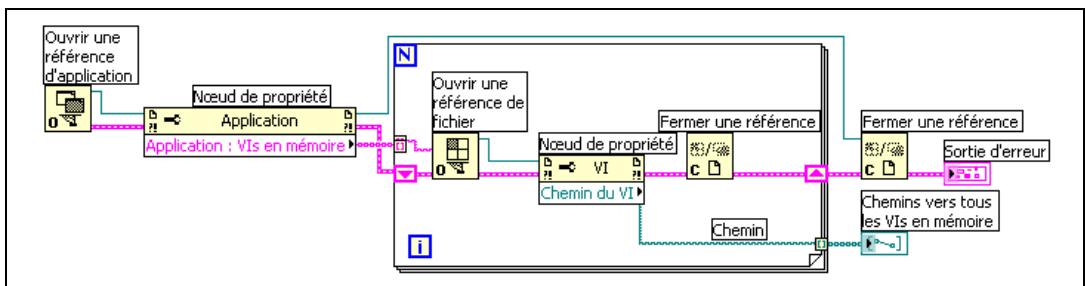 Ouvrir une
référence
d'application
Nœud de propriété
Application
Application : VIs en mémoire
N
Ouvrir une
référence de
fichier
Nœud de propriété
VI
Chemin du VI
Fermer une référence
C
Fermer une référence
C
Sortie d'erreur
Chemins vers tous
les VIs en mémoire
Chemin
i